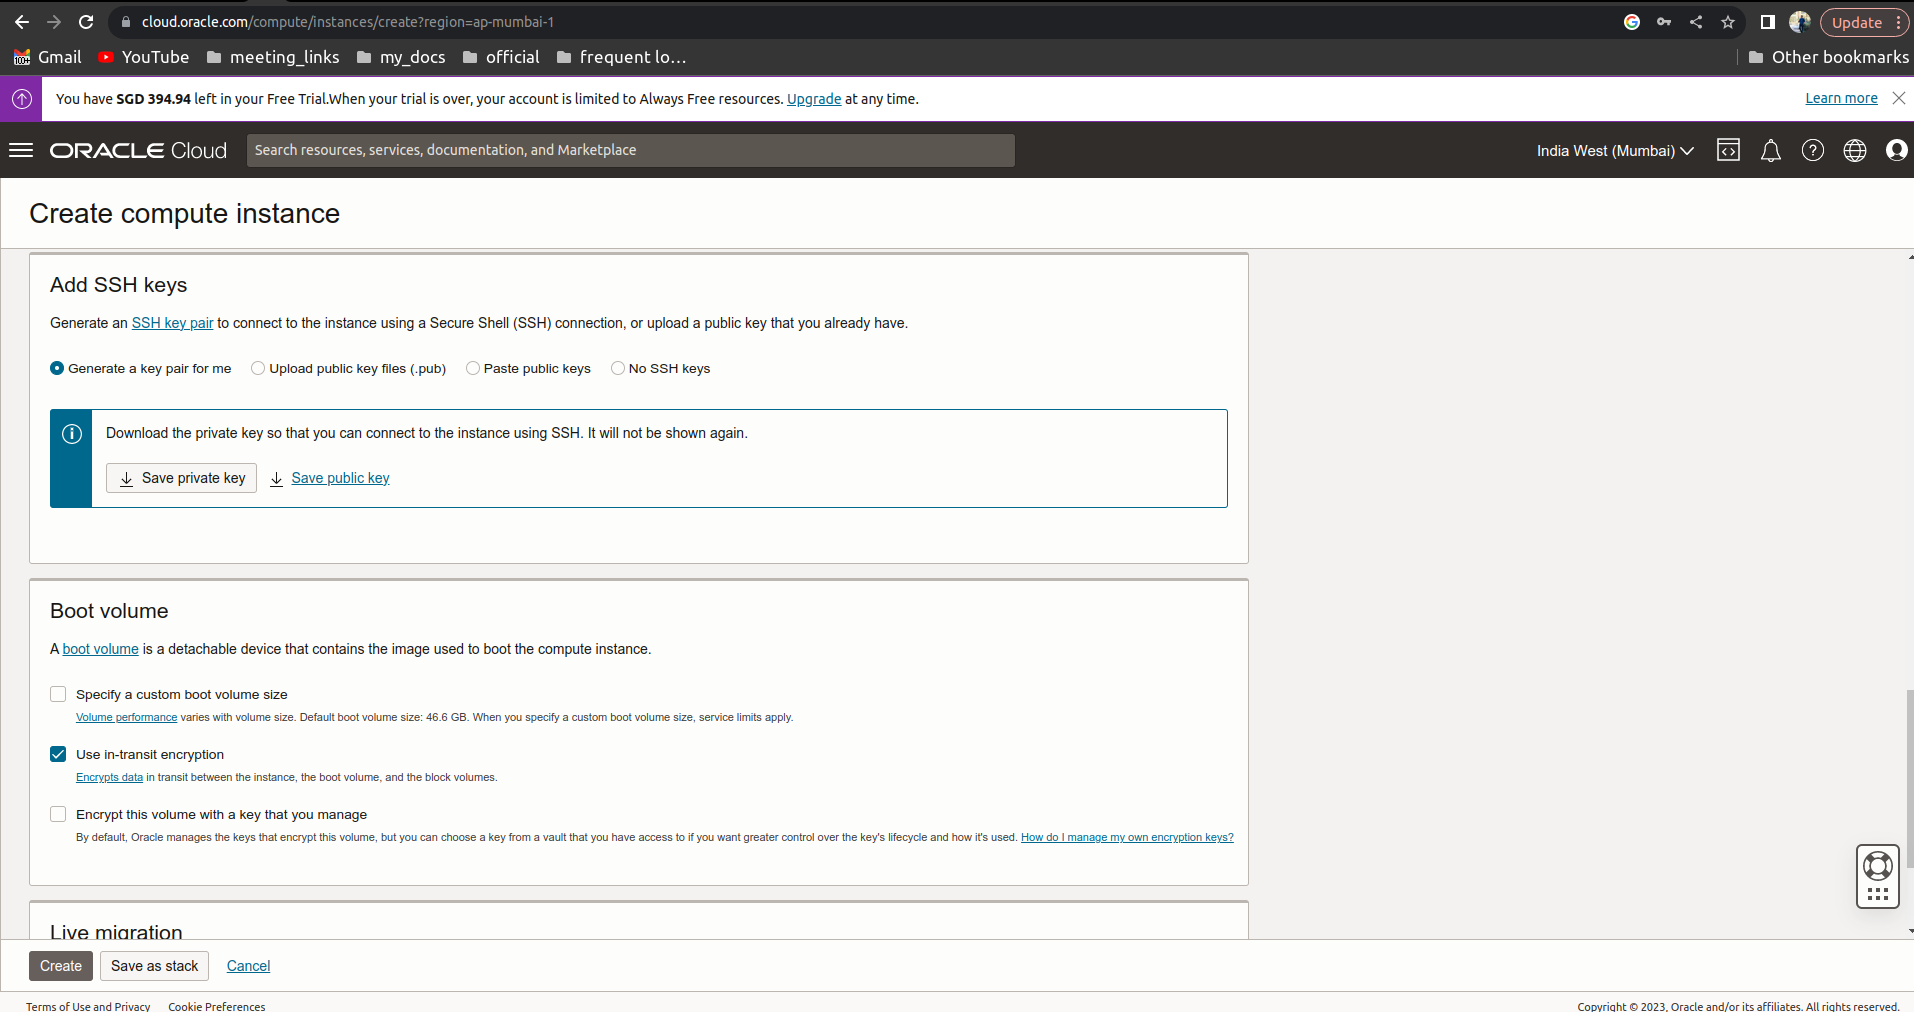 cloud.oracle.com/compute/instances/create?region=ap-mumbai-1
Update
Gmail YouTube meeting_links my_docs official frequent lo... Other bookmarks
You have SGD 394.94 left in your Free Trial.When your trial is over, your account is limited to Always Free resources. Upgrade at any time. Learn more
ORACLE Cloud Search resources, services, documentation, and Marketplace India West (Mumbai)
Create compute instance
Add SSH keys
Generate an SSH key pair to connect to the instance using a Secure Shell (SSH) connection, or upload a public key that you already have.
Generate a key pair for me Upload public key files (.pub) Paste public keys No SSH keys
Download the private key so that you can connect to the instance using SSH. It will not be shown again.
Save private key Save public key
Boot volume
A boot volume is a detachable device that contains the image used to boot the compute instance.
Specify a custom boot volume size
Volume performance varies with volume size. Default boot volume size: 46.6 GB. When you specify a custom boot volume size, service limits apply.
Use in-transit encryption
Encrypts data in transit between the instance, the boot volume, and the block volumes.
Encrypt this volume with a key that you manage
By default, Oracle manages the keys that encrypt this volume, but you can choose a key from a vault that you have access to if you want greater control over the key's lifecycle and how it's used. How do I manage my own encryption keys?
Live migration
Create Save as stack Cancel
Terms of Use and Privacy Cookie Preferences Copyright © 2023, Oracle and/or its affiliates. All rights reserved.